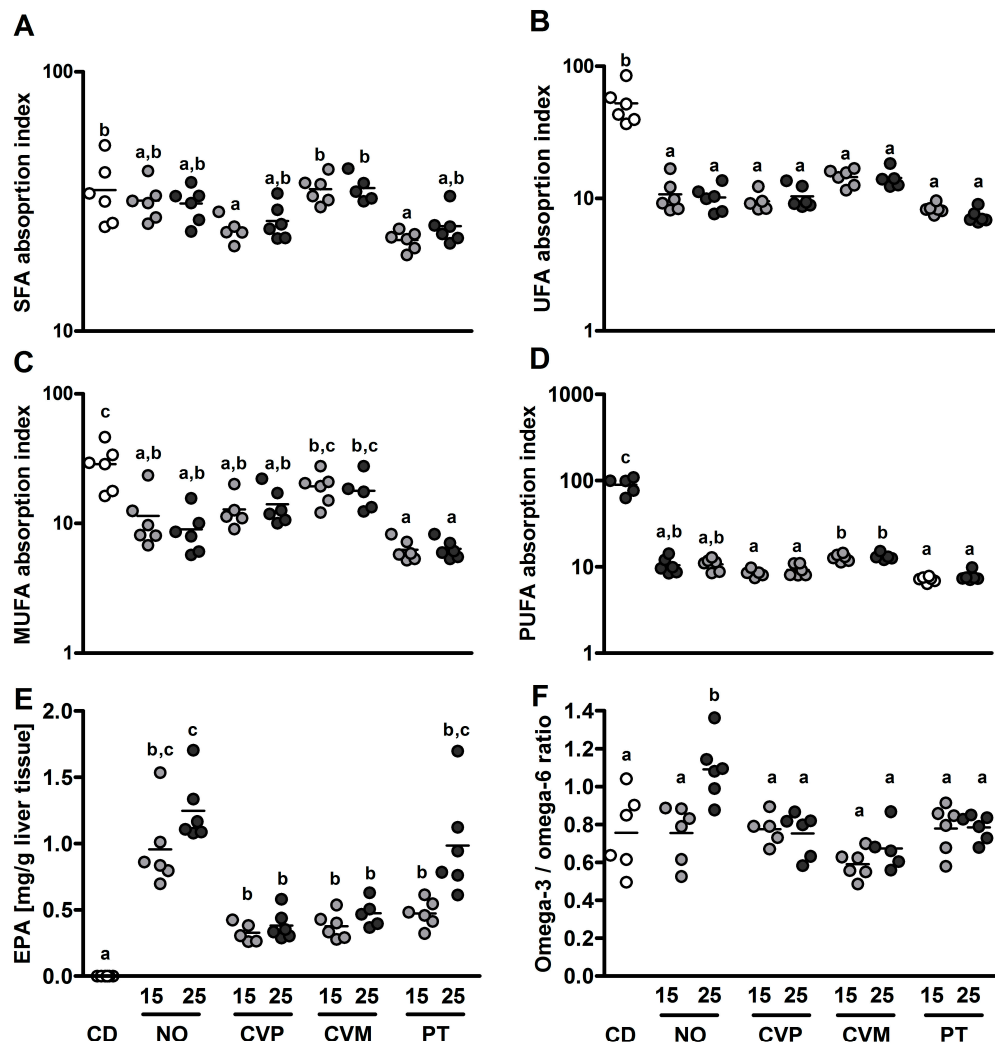 A
SFA absoprtion index
100
10
b
a,b
a,b
a
a,b
b
b
a
a,b
B
UFA absoprtion index
100
10
1
b
a
a
a
a
a
a
a
a
C
MUFA absorption index
100
10
1
c
a,b
a,b
a,b
a,b
b,c
b,c
a
a
D
PUFA absorption index
1000
100
10
1
c
a,b
a,b
a
a
b
b
a
a
E
EPA [mg/g liver tissue]
2.0
1.5
1.0
0.5
0.0
a
b,c
c
b
b
b
b
b
b,c
15 25 15 25 15 25 15 25
CD NO CVP CVM PT
F
Omega-3 / omega-6 ratio
1.4
1.2
1.0
0.8
0.6
0.4
0.2
0.0
a
a
b
a
a
a
a
a
a
15 25 15 25 15 25 15 25
CD NO CVP CVM PT